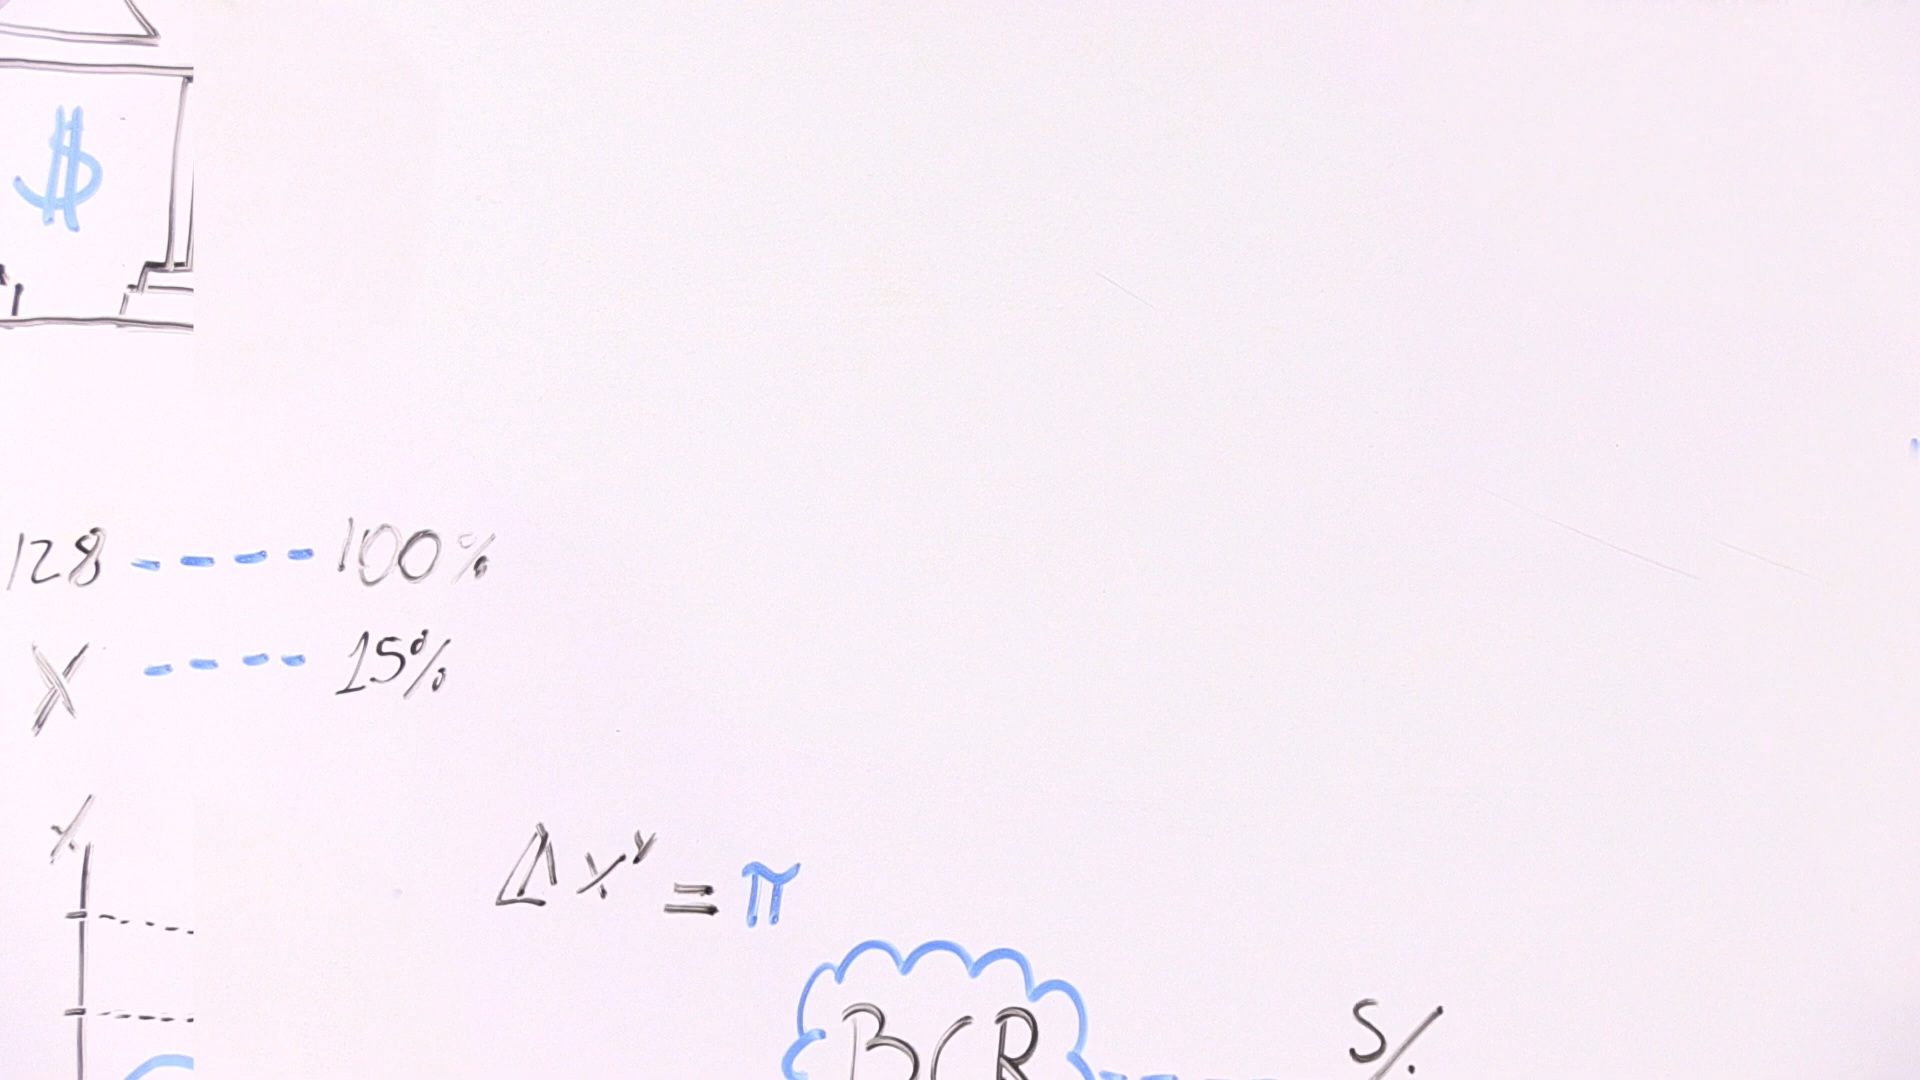 $
128 ---- 100%
X ---- 15%
%
Δx^y = π
BCR
S/.